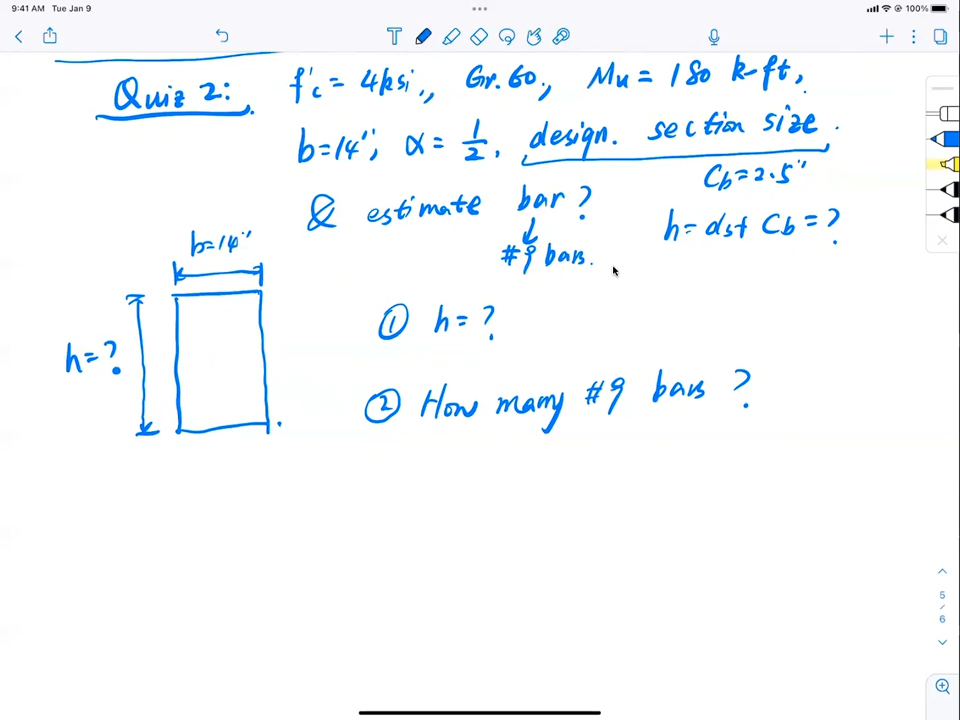 9:41 AM Tue Jan 9
100%
Quiz 2: f'c = 4ksi, Gr.60, Mu = 180 k-ft,
b=14", α = 1/2, design. section size.
Cb=2.5"
& estimate bar? h= dst Cb = ?
#9 bars.
b=14"
① h= ?
h=?
② How many #9 bars ?
5
/
6